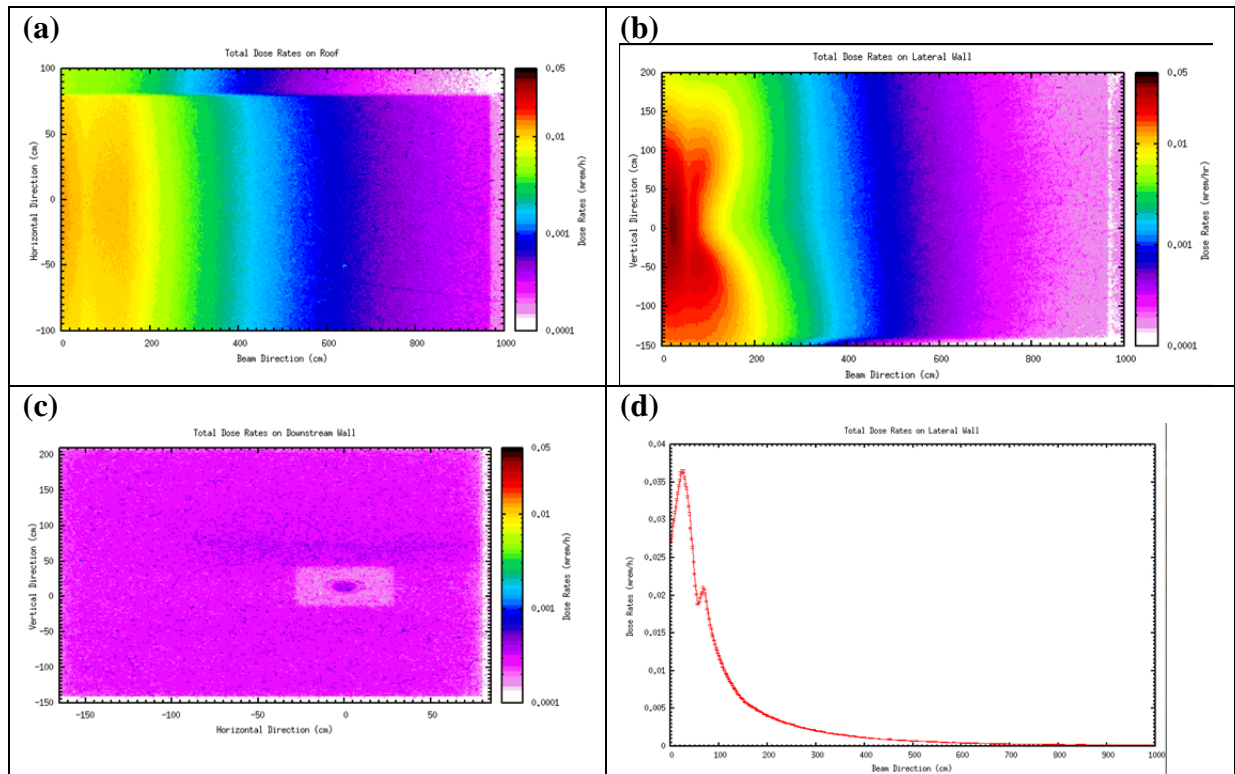 (a)
Total Dose Rates on Roof
100
50
0
-50
-100
Horizontal Direction (cm)
0 200 400 600 800 1000
Beam Direction (cm)
0.05
0.01
0.001
0.0001
Dose Rates (mrem/h)
(b)
Total Dose Rates on Lateral Wall
200
150
100
50
0
-50
-100
-150
Vertical Direction (cm)
0 200 400 600 800 1000
Beam Direction (cm)
0.05
0.01
0.001
0.0001
Dose Rates (mrem/hr)
(c)
Total Dose Rates on Downstream Wall
200
150
100
50
0
-50
-100
-150
Vertical Direction (cm)
-150 -100 -50 0 50
Horizontal Direction (cm)
0.05
0.01
0.001
0.0001
Dose Rates (mrem/h)
(d)
Total Dose Rates on Lateral Wall
0.04
0.035
0.03
0.025
0.02
0.015
0.01
0.005
0
Dose Rates (mrem/h)
0 100 200 300 400 500 600 700 800 900 1000
Beam Direction (cm)